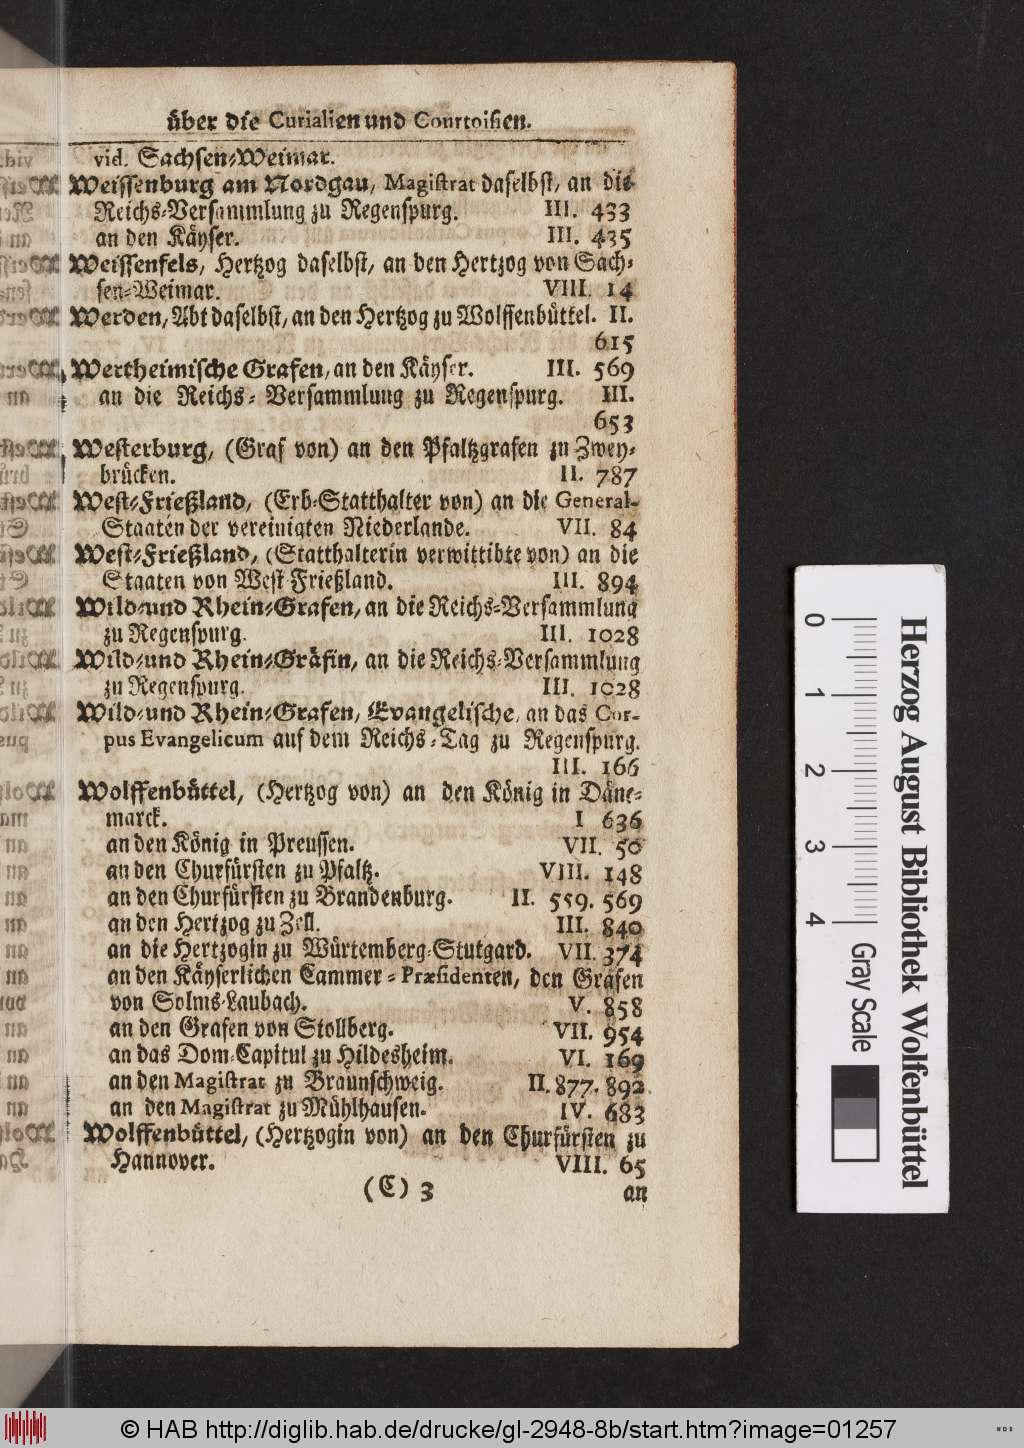 über die Curialien und Courtoisien.
vid. Sachsen-Weimar.
Weissenburg am Nordgau, Magistrat daselbst, an die
Reichs-Versammlung zu Regenspurg. III. 433
an den Käyser. III. 435
Weissenfels, Hertzog daselbst, an den Hertzog von Sach-
sen-Weimar. VIII. 14
Werden, Abt daselbst, an den Hertzog zu Wolffenbüttel. II.
615
Wertheimische Grafen, an den Käyser. III. 569
an die Reichs-Versammlung zu Regenspurg. III.
653
Westerburg, (Graf von) an den Pfaltzgrafen zu Zwey-
brücken. II. 787
West-Frießland, (Erb-Statthalter von) an die General-
Staaten der vereinigten Niederlande. VII. 84
West-Frießland, (Statthalterin verwittibte von) an die
Staaten von West-Frießland. III. 894
Wild- und Rhein-Grafen, an die Reichs-Versammlung
zu Regenspurg. III. 1028
Wild- und Rhein-Gräfin, an die Reichs-Versammlung
zu Regenspurg. III. 1028
Wild- und Rhein-Grafen, Evangelische, an das Cor-
pus Evangelicum auf dem Reichs-Tag zu Regenspurg.
III. 166
Wolffenbüttel, (Hertzog von) an den König in Däne-
marck. I 636
an den König in Preussen. VII. 50
an den Churfürsten zu Pfaltz. VIII. 148
an den Churfürsten zu Brandenburg. II. 559. 569
an den Hertzog zu Zell. III. 840
an die Hertzogin zu Würtemberg-Stutgard. VII. 374
an den Käyserlichen Cammer-Præsidenten, den Grafen
von Solms-Laubach. V. 858
an den Grafen von Stollberg. VII. 954
an das Dom-Capitul zu Hildesheim. VI. 169
an den Magistrat zu Braunschweig. II. 877. 892
an den Magistrat zu Mühlhausen. IV. 683
Wolffenbüttel, (Hertzogin von) an den Churfürsten zu
Hannover. VIII. 65
(C) 3 an
0 1 2 3 4 Gray Scale
Herzog August Bibliothek Wolfenbüttel
© HAB http://diglib.hab.de/drucke/gl-2948-8b/start.htm?image=01257